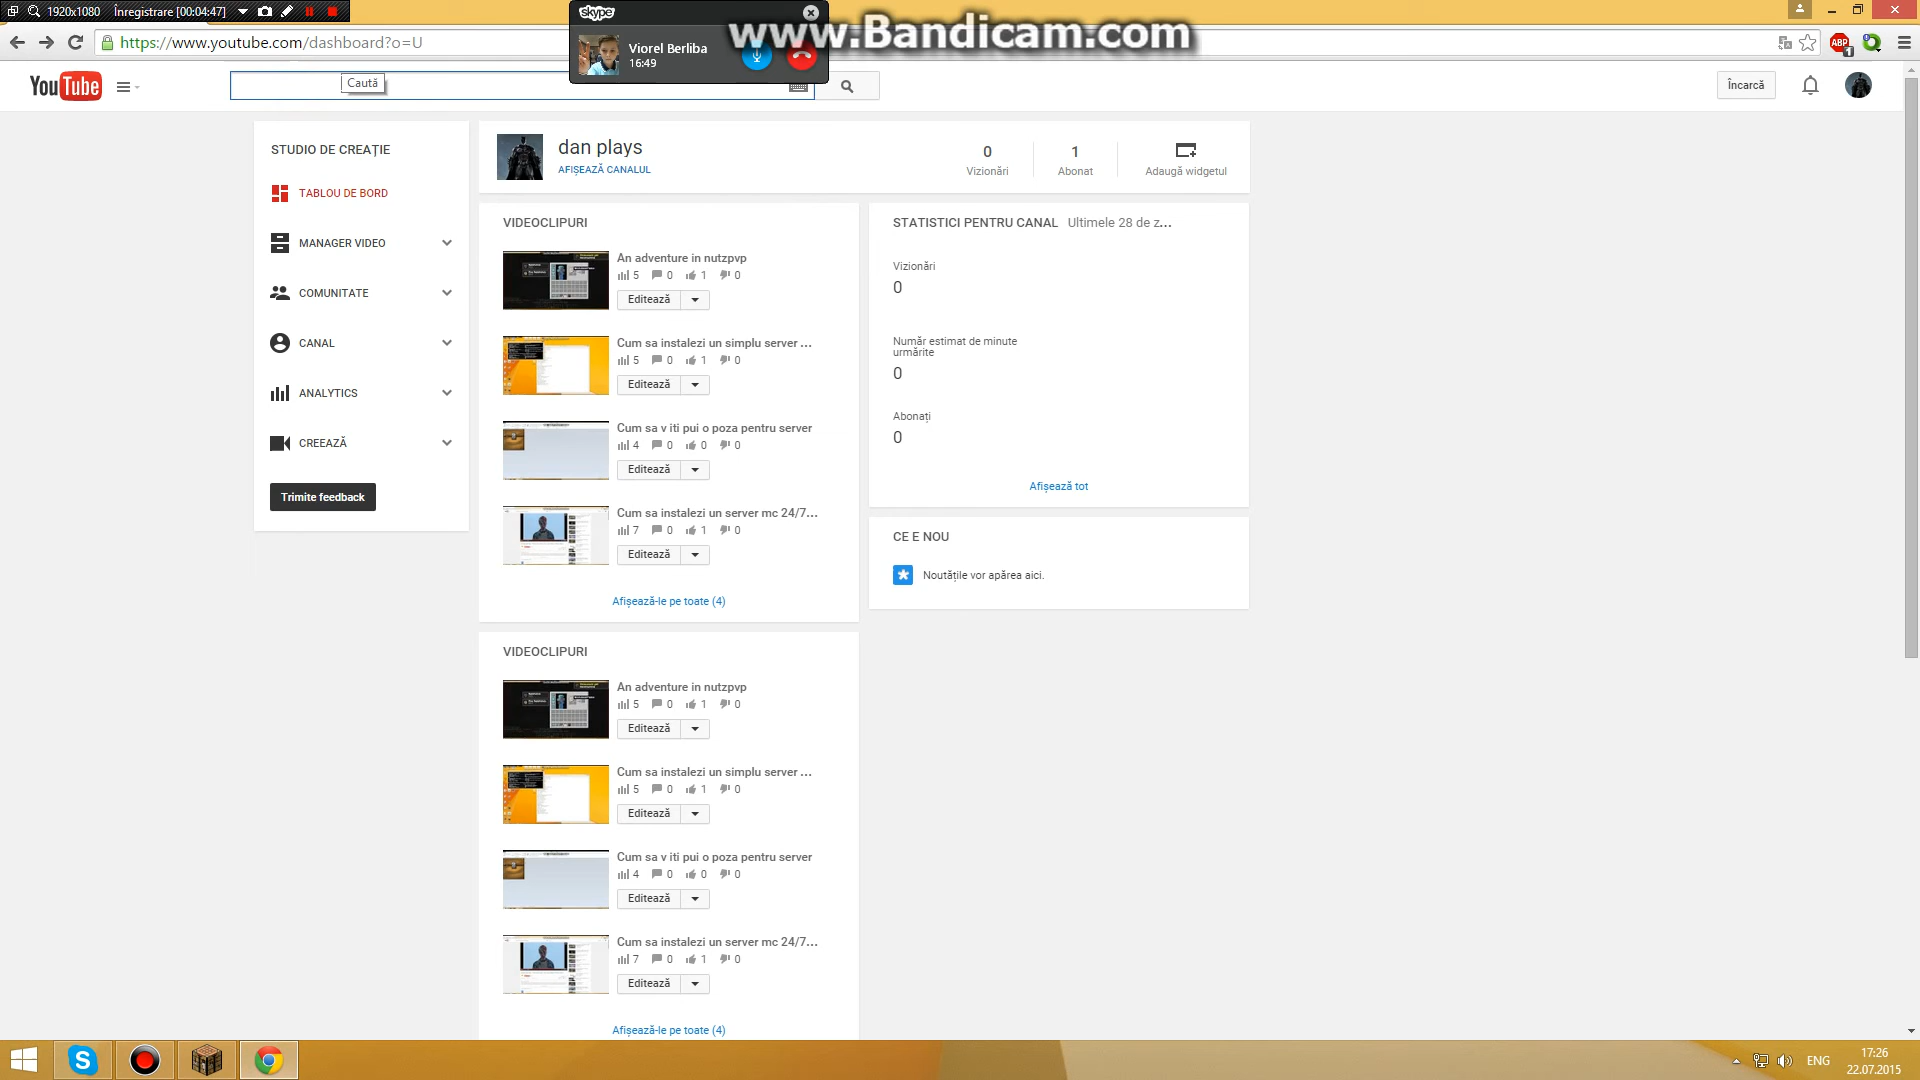 1920x1080 Înregistrare [00:04:47]
skype
Viorel Berliba
16:49
www.Bandicam.com
https://www.youtube.com/dashboard?o=U
ABP
1
YouTube
Caută
Încarcă
STUDIO DE CREAȚIE
TABLOU DE BORD
MANAGER VIDEO
COMUNITATE
CANAL
ANALYTICS
CREEAZĂ
Trimite feedback
dan plays
AFIȘEAZĂ CANALUL
0
Vizionări
1
Abonat
Adaugă widgetul
VIDEOCLIPURI
An adventure in nutzpvp
5 0 1 0
Editează
Cum sa instalezi un simplu server ...
5 0 1 0
Editează
Cum sa v iti pui o poza pentru server
4 0 0 0
Editează
Cum sa instalezi un server mc 24/7...
7 0 1 0
Editează
Afișează-le pe toate (4)
STATISTICI PENTRU CANAL Ultimele 28 de z...
Vizionări
0
Număr estimat de minute
urmărite
0
Abonați
0
Afișează tot
CE E NOU
Noutățile vor apărea aici.
VIDEOCLIPURI
An adventure in nutzpvp
5 0 1 0
Editează
Cum sa instalezi un simplu server ...
5 0 1 0
Editează
Cum sa v iti pui o poza pentru server
4 0 0 0
Editează
Cum sa instalezi un server mc 24/7...
7 0 1 0
Editează
Afișează-le pe toate (4)
ENG
17:26
22.07.2015